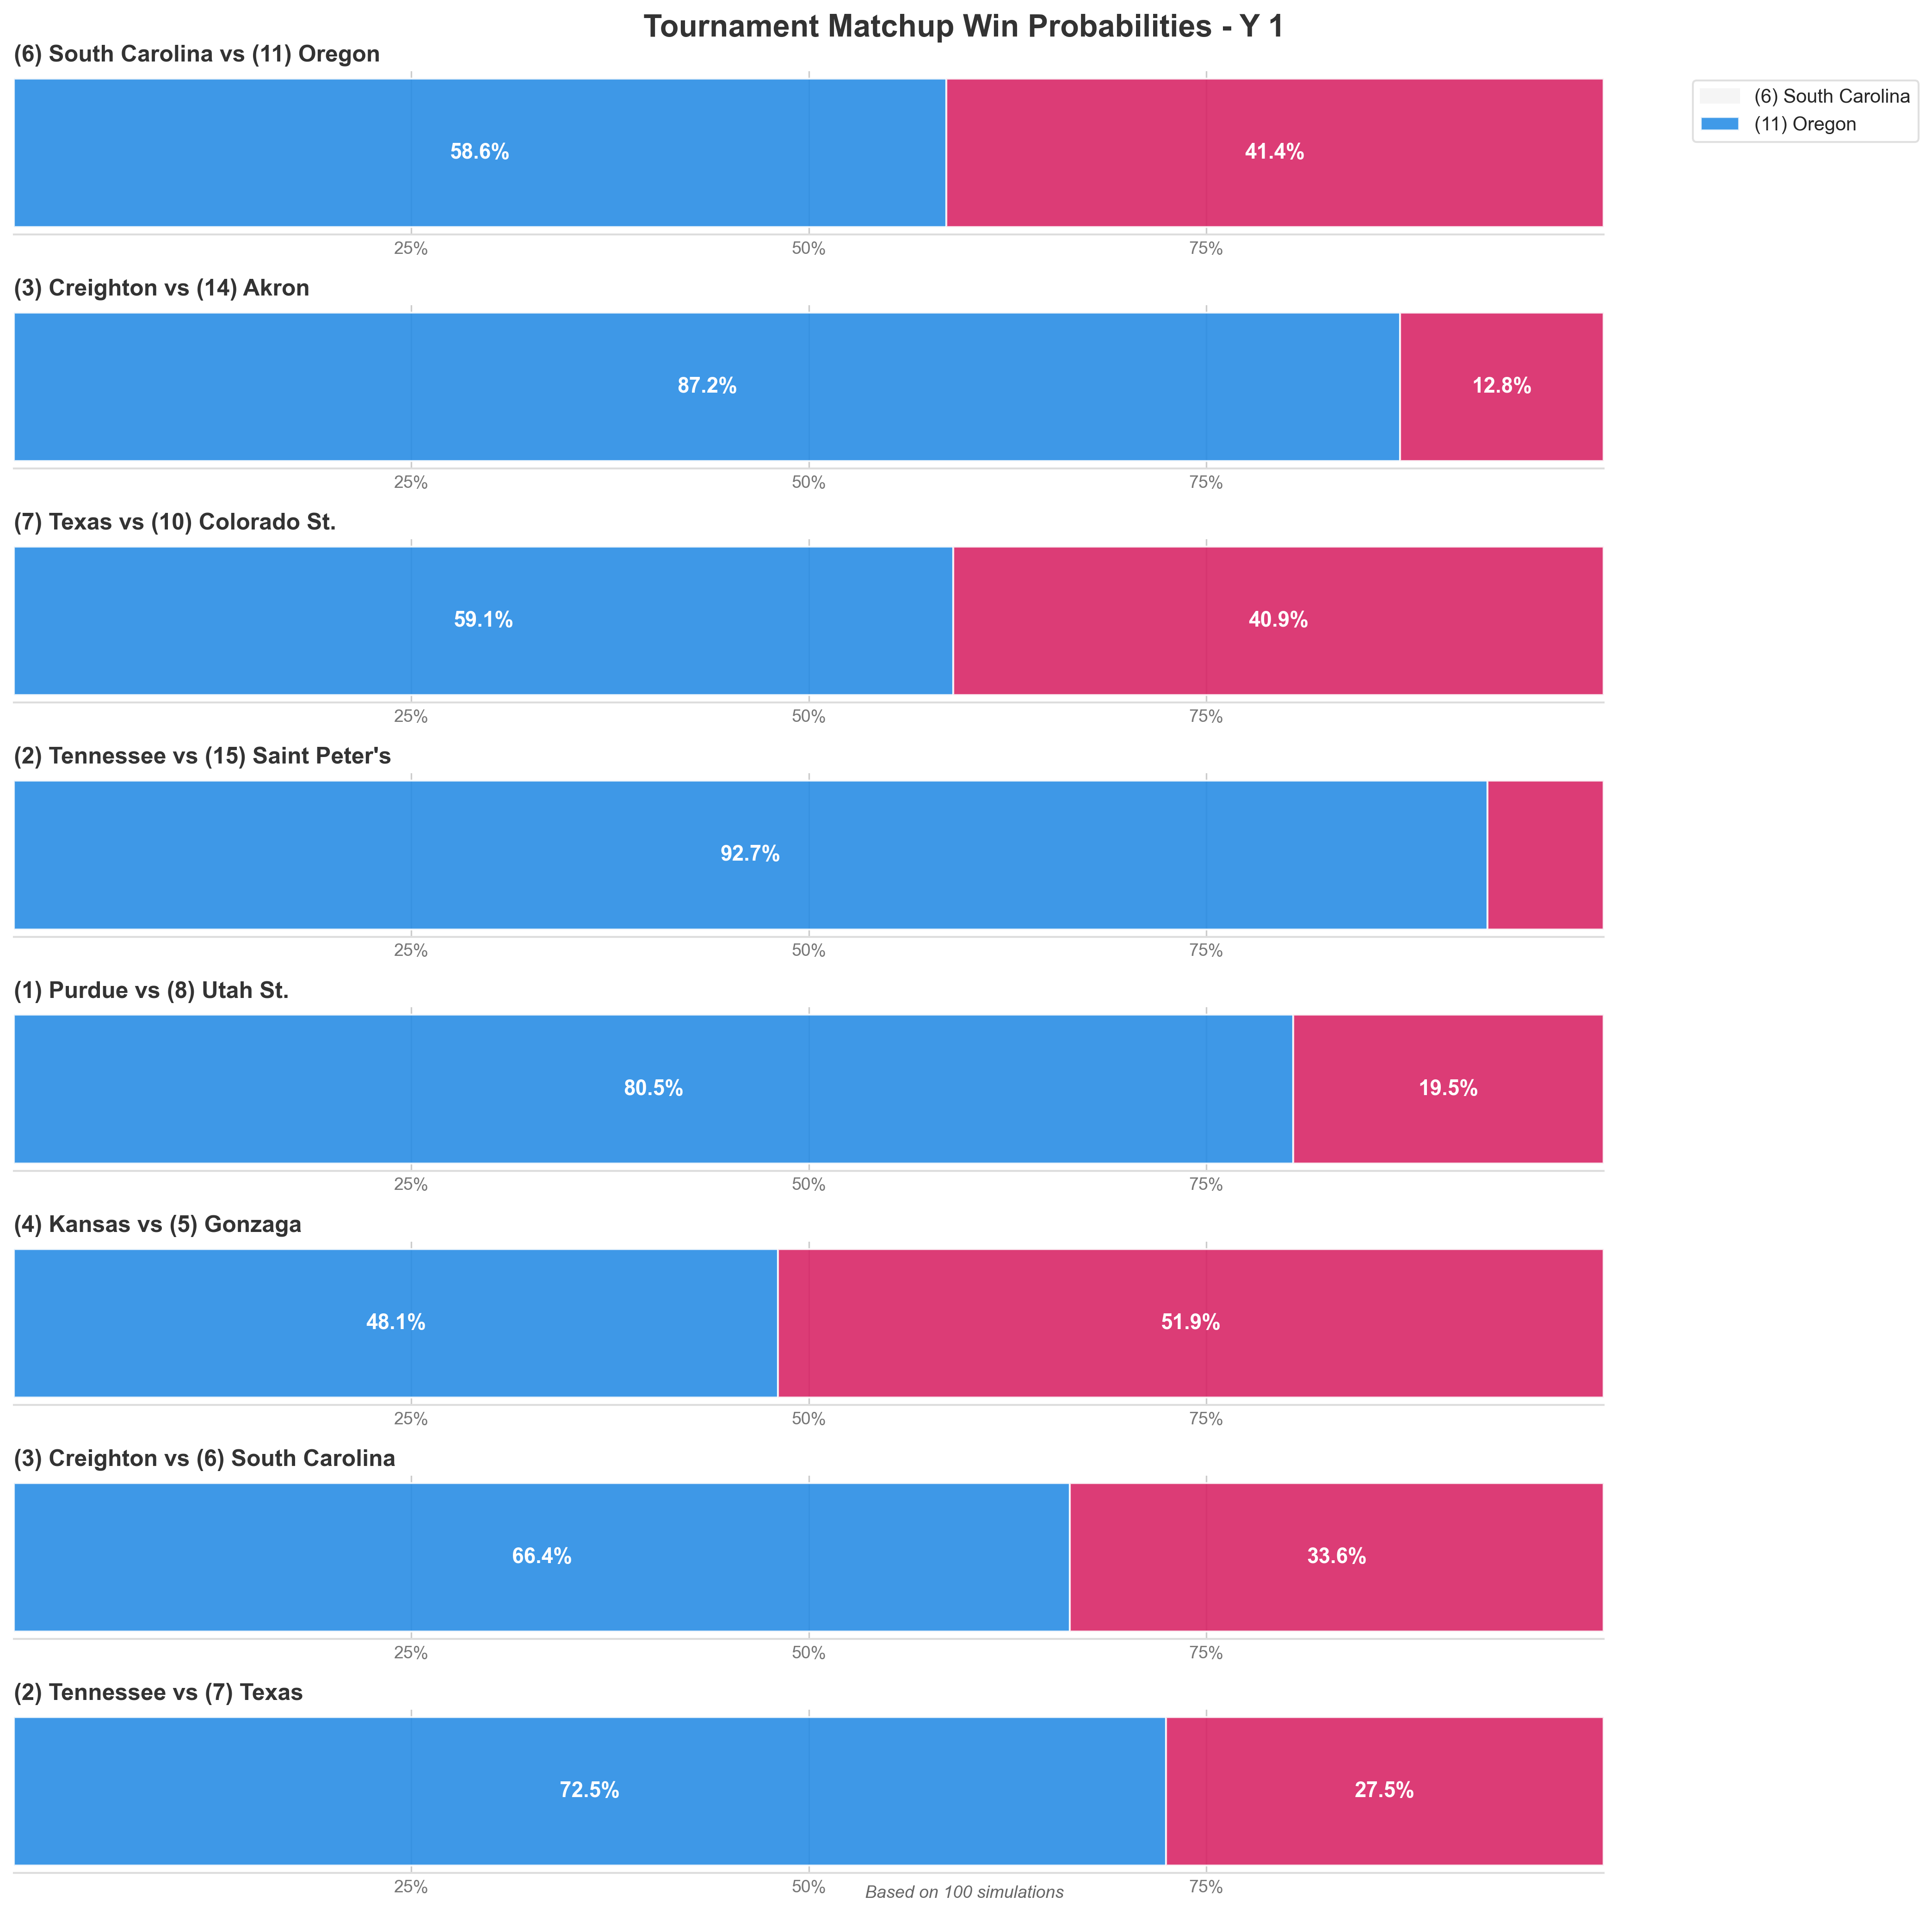 Tournament Matchup Win Probabilities - Y 1
(6) South Carolina vs (11) Oregon
(6) South Carolina
(11) Oregon
58.6% 41.4%
25% 50% 75%
(3) Creighton vs (14) Akron
87.2% 12.8%
25% 50% 75%
(7) Texas vs (10) Colorado St.
59.1% 40.9%
25% 50% 75%
(2) Tennessee vs (15) Saint Peter's
92.7%
25% 50% 75%
(1) Purdue vs (8) Utah St.
80.5% 19.5%
25% 50% 75%
(4) Kansas vs (5) Gonzaga
48.1% 51.9%
25% 50% 75%
(3) Creighton vs (6) South Carolina
66.4% 33.6%
25% 50% 75%
(2) Tennessee vs (7) Texas
72.5% 27.5%
25% 50% 75%
Based on 100 simulations